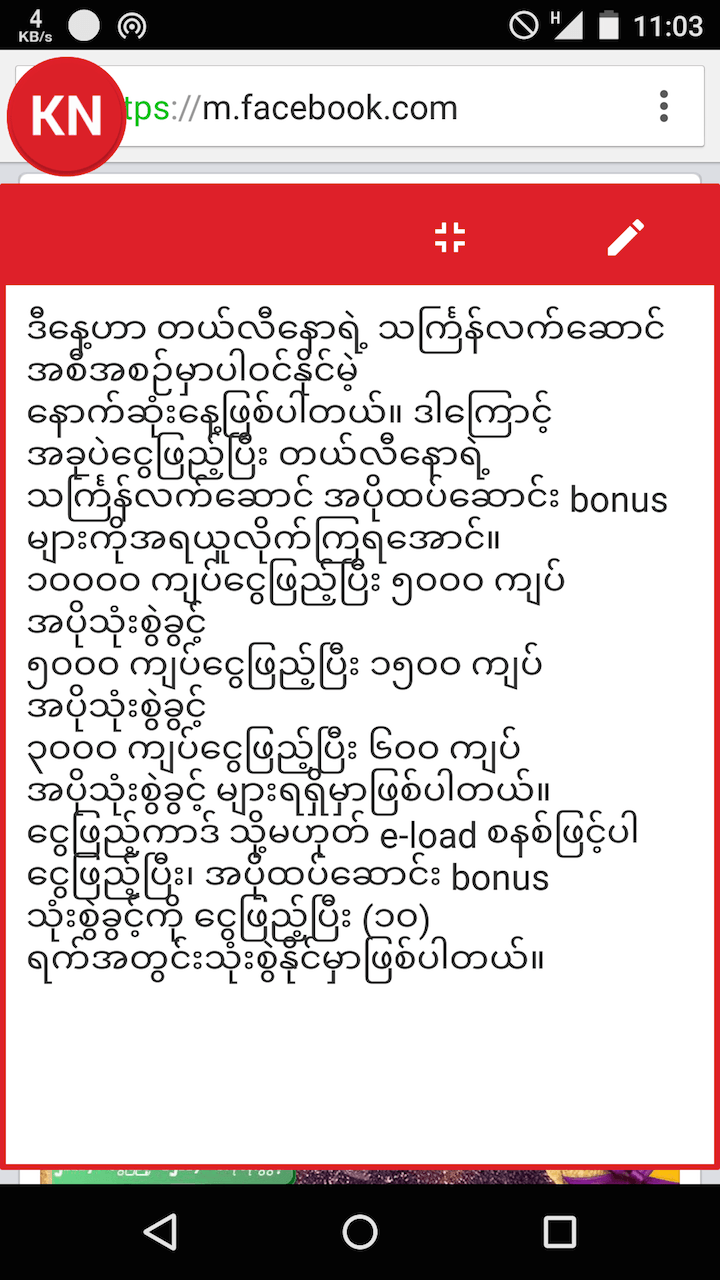 4
KB/s
H
11:03
KN
tps://m.facebook.com
ဒီနေ့ဟာ တယ်လီနောရဲ့ သင်္ကြန်လက်ဆောင်
အစီအစဉ်မှာပါဝင်နိုင်မဲ့
နောက်ဆုံးနေ့ဖြစ်ပါတယ်။ ဒါကြောင့်
အခုပဲငွေဖြည့်ပြီး တယ်လီနောရဲ့
သင်္ကြန်လက်ဆောင် အပိုထပ်ဆောင်း bonus
များကိုအရယူလိုက်ကြရအောင်။
၁၀၀၀၀ ကျပ်ငွေဖြည့်ပြီး ၅၀၀၀ ကျပ်
အပိုသုံးစွဲခွင့်
၅၀၀၀ ကျပ်ငွေဖြည့်ပြီး ၁၅၀၀ ကျပ်
အပိုသုံးစွဲခွင့်
၃၀၀၀ ကျပ်ငွေဖြည့်ပြီး ၆၀၀ ကျပ်
အပိုသုံးစွဲခွင့် များရရှိမှာဖြစ်ပါတယ်။
ငွေဖြည့်ကာဒ် သို့မဟုတ် e-load စနစ်ဖြင့်ပါ
ငွေဖြည့်ပြီး၊ အပိုထပ်ဆောင်း bonus
သုံးစွဲခွင့်ကို ငွေဖြည့်ပြီး (၁၀)
ရက်အတွင်းသုံးစွဲနိုင်မှာဖြစ်ပါတယ်။